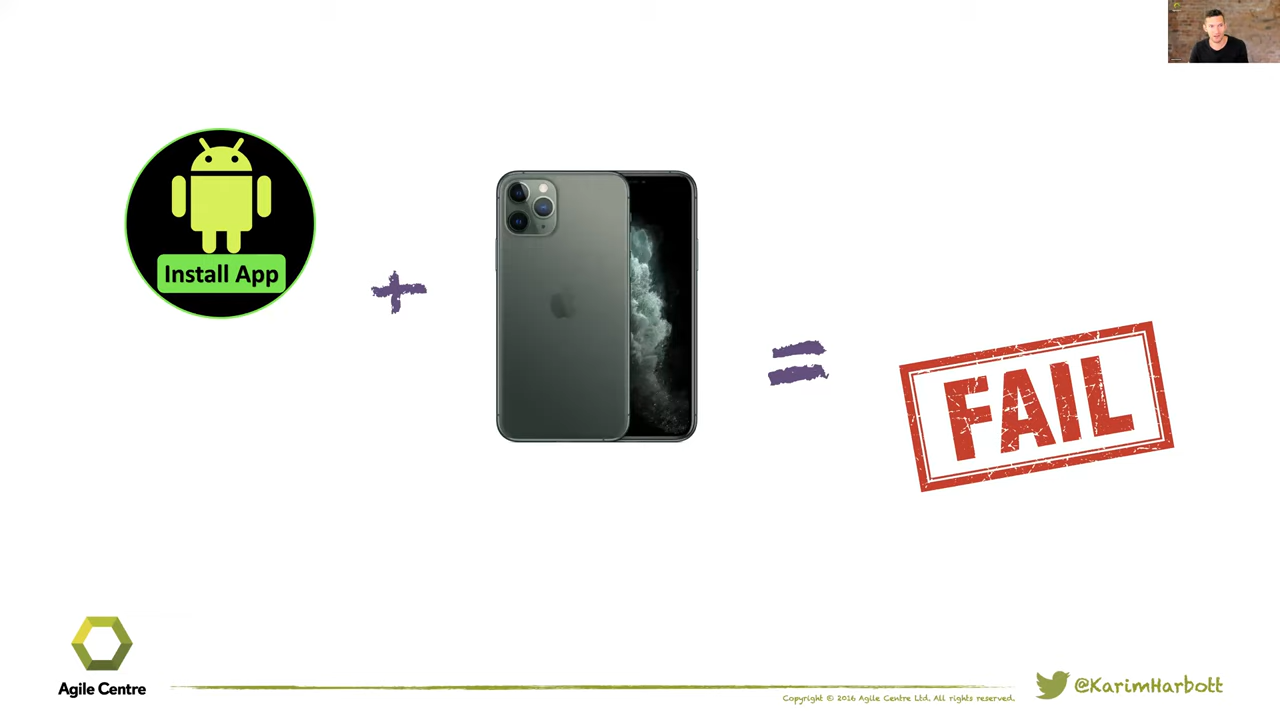 Install App
FAIL
Agile Centre
Copyright © 2016 Agile Centre Ltd. All rights reserved.
@KarimHarbott